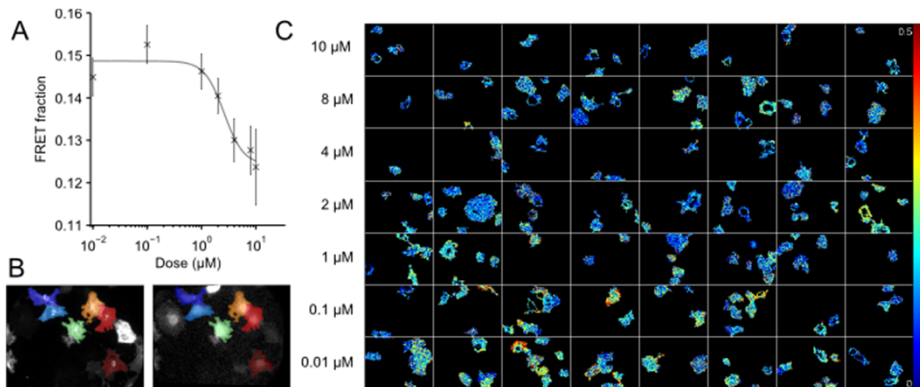 A
0.16
0.15
0.14
0.13
0.12
0.11
FRET fraction
10⁻² 10⁻¹ 10⁰ 10¹
Dose (µM)
B
C
10 µM
8 µM
4 µM
2 µM
1 µM
0.1 µM
0.01 µM
0.5